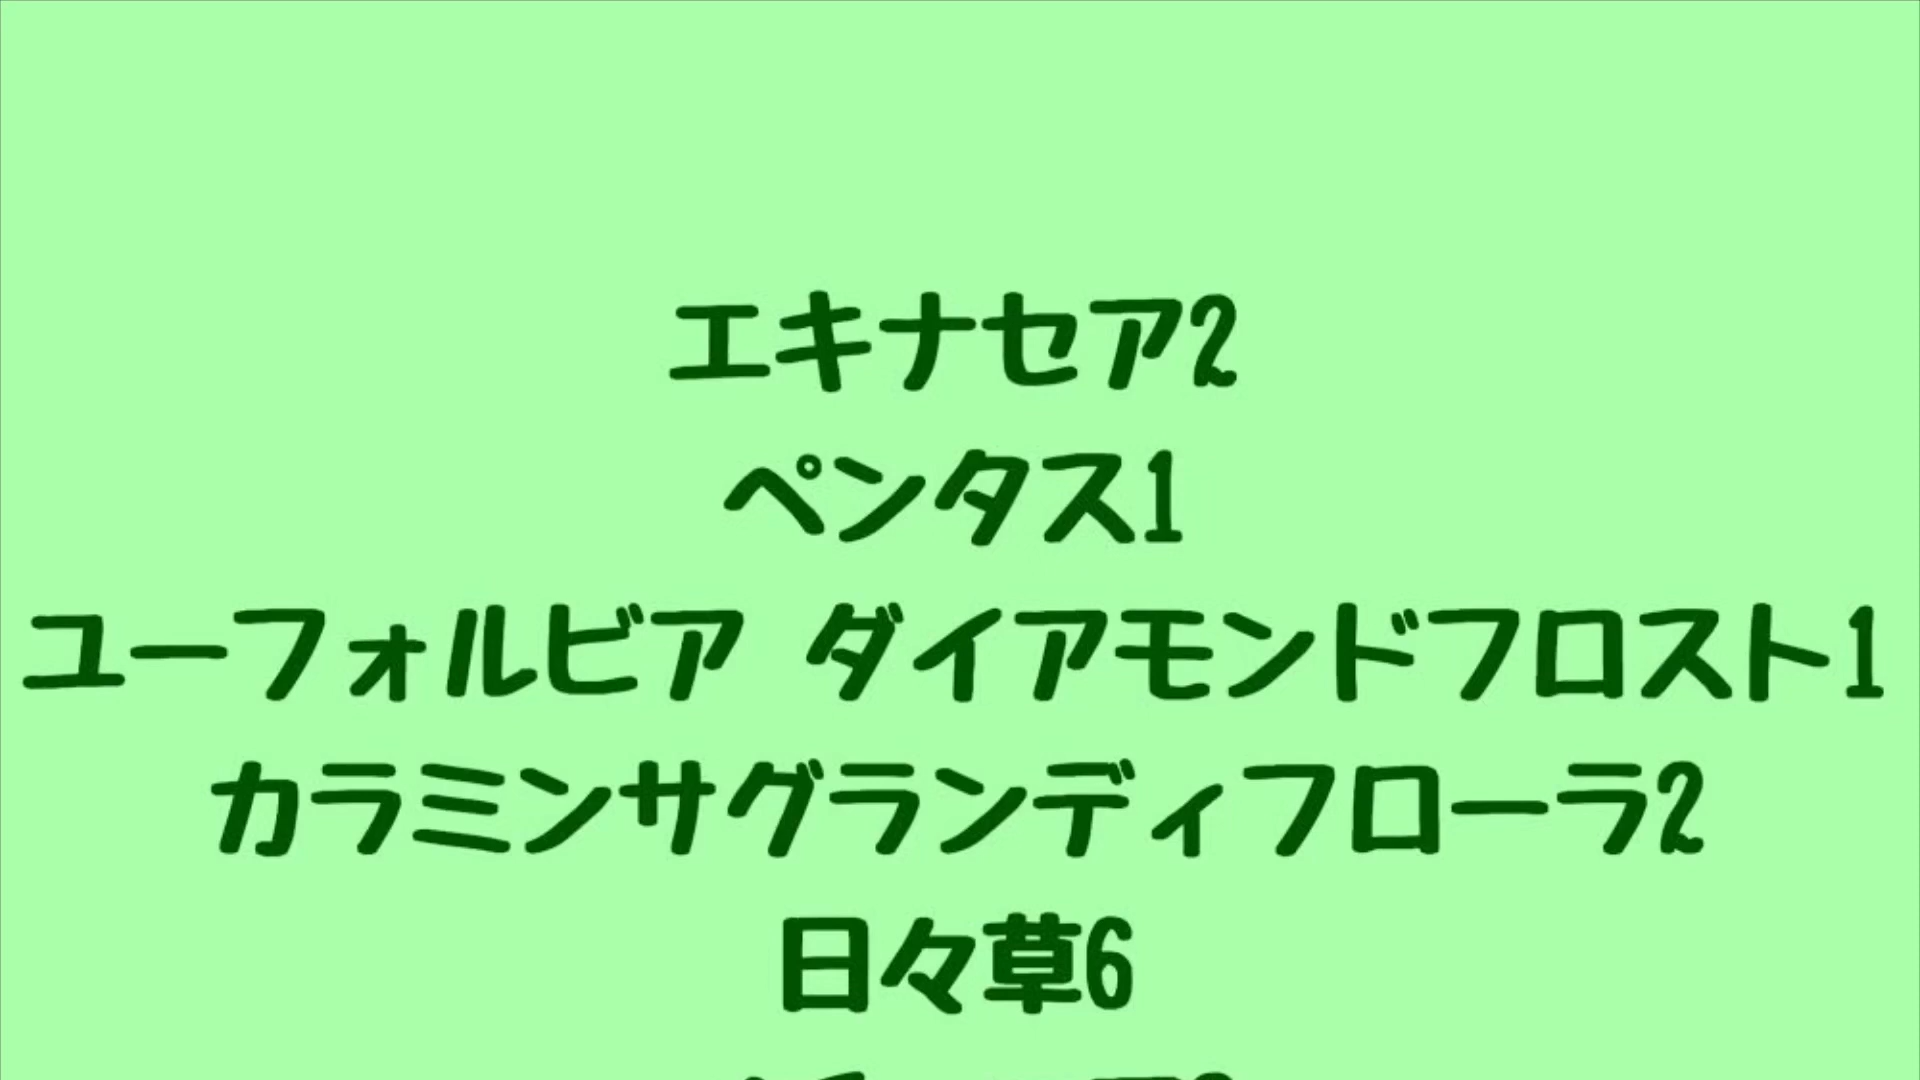 エキナセア2
ペンタス1
ユーフォルビア ダイアモンドフロスト1
カラミンサグランディフローラ2
日々草6